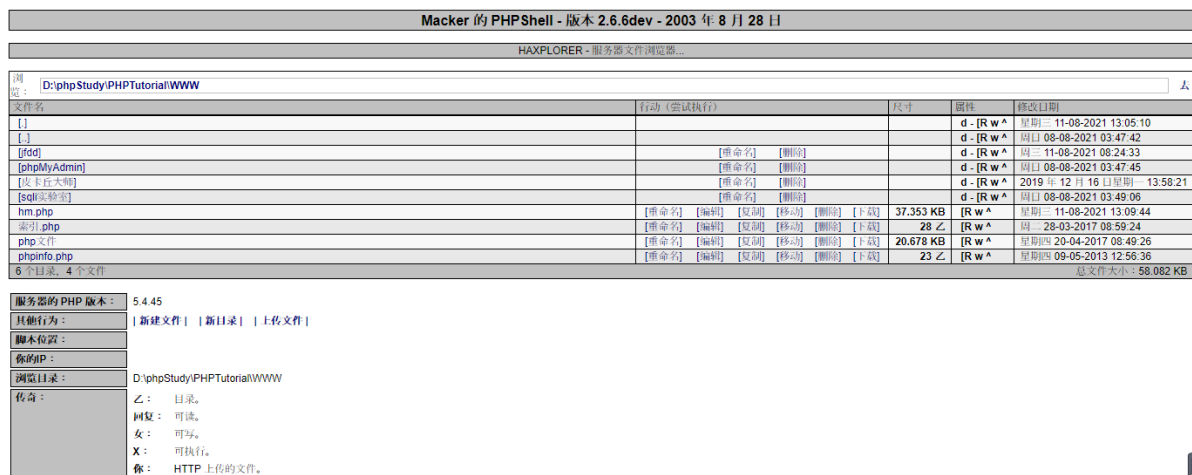 Macker 的 PHPShell - 版本 2.6.6dev - 2003 年 8 月 28 日
HAXPLORER - 服务器文件浏览器...
浏览： D:\phpStudy\PHPTutorial\WWW 去
文件名 行动（尝试执行） 尺寸 属性 修改日期
[.] d - [R w ^ 星期三 11-08-2021 13:05:10
[..] d - [R w ^ 周日 08-08-2021 03:47:42
[jfdd] [重命名] [删除] d - [R w ^ 周三 11-08-2021 08:24:33
[phpMyAdmin] [重命名] [删除] d - [R w ^ 周日 08-08-2021 03:47:45
[皮卡丘大师] [重命名] [删除] d - [R w ^ 2019 年 12 月 16 日星期一 13:58:21
[sqli实验室] [重命名] [删除] d - [R w ^ 周日 08-08-2021 03:49:06
hm.php [重命名] [编辑] [复制] [移动] [删除] [下载] 37.353 KB [R w ^ 星期三 11-08-2021 13:09:44
索引.php [重命名] [编辑] [复制] [移动] [删除] [下载] 28 乙 [R w ^ 周二 28-03-2017 08:59:24
php文件 [重命名] [编辑] [复制] [移动] [删除] [下载] 20.678 KB [R w ^ 星期四 20-04-2017 08:49:26
phpinfo.php [重命名] [编辑] [复制] [移动] [删除] [下载] 23 乙 [R w ^ 星期四 09-05-2013 12:56:36
6 个目录，4 个文件 总文件大小：58.082 KB
服务器的 PHP 版本： 5.4.45
其他行为： | 新建文件 | | 新目录 | | 上传文件 |
脚本位置：
你的IP：
浏览目录： D:\phpStudy\PHPTutorial\WWW
传奇： 乙： 目录。
回复： 可读。
女： 可写。
X： 可执行。
你： HTTP 上传的文件。